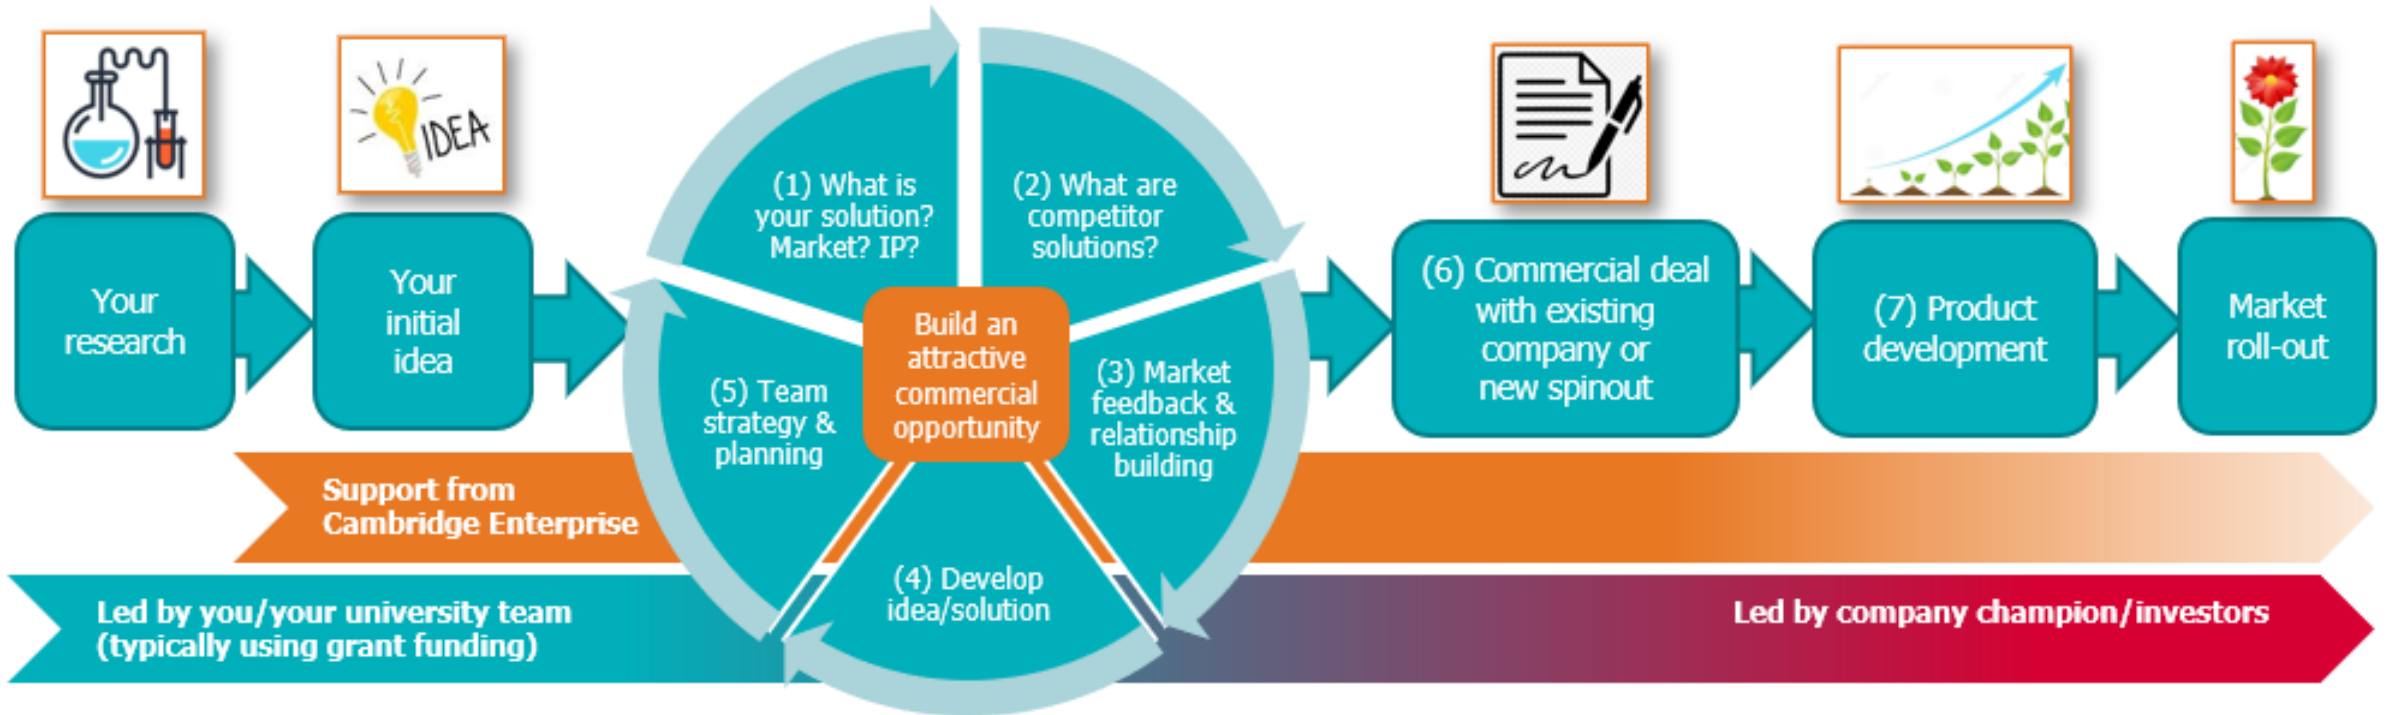 IDEA
Your
research
Your
initial
idea
(1) What is
your solution?
Market? IP?
(2) What are
competitor
solutions?
(3) Market
feedback &
relationship
building
(4) Develop
idea/solution
(5) Team
strategy &
planning
Build an
attractive
commercial
opportunity
(6) Commercial deal
with existing
company or
new spinout
(7) Product
development
Market
roll-out
Support from
Cambridge Enterprise
Led by you/your university team
(typically using grant funding)
Led by company champion/investors